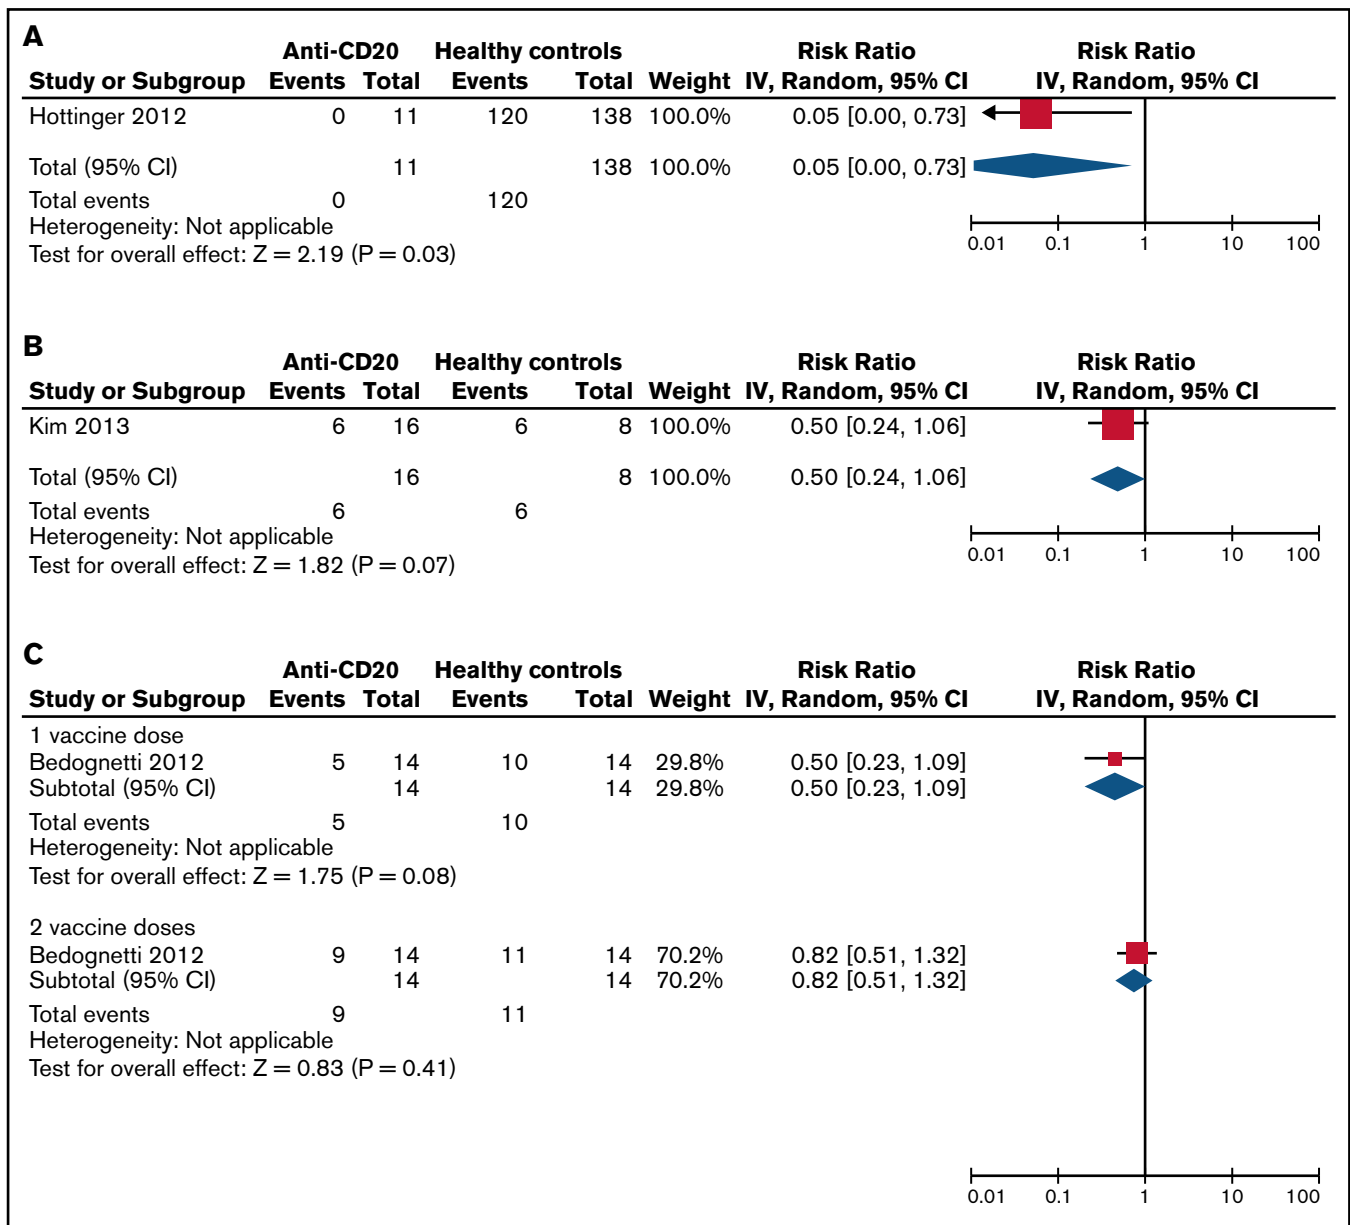 A
Anti-CD20 Healthy controls Risk Ratio Risk Ratio
Study or Subgroup Events Total Events Total Weight IV, Random, 95% CI IV, Random, 95% CI
Hottinger 2012 0 11 120 138 100.0% 0.05 [0.00, 0.73]
Total (95% CI) 11 138 100.0% 0.05 [0.00, 0.73]
Total events 0 120
Heterogeneity: Not applicable
Test for overall effect: Z = 2.19 (P = 0.03)
0.01 0.1 1 10 100
B
Anti-CD20 Healthy controls Risk Ratio Risk Ratio
Study or Subgroup Events Total Events Total Weight IV, Random, 95% CI IV, Random, 95% CI
Kim 2013 6 16 6 8 100.0% 0.50 [0.24, 1.06]
Total (95% CI) 16 8 100.0% 0.50 [0.24, 1.06]
Total events 6 6
Heterogeneity: Not applicable
Test for overall effect: Z = 1.82 (P = 0.07)
0.01 0.1 1 10 100
C
Anti-CD20 Healthy controls Risk Ratio Risk Ratio
Study or Subgroup Events Total Events Total Weight IV, Random, 95% CI IV, Random, 95% CI
1 vaccine dose
Bedognetti 2012 5 14 10 14 29.8% 0.50 [0.23, 1.09]
Subtotal (95% CI) 14 14 29.8% 0.50 [0.23, 1.09]
Total events 5 10
Heterogeneity: Not applicable
Test for overall effect: Z = 1.75 (P = 0.08)
2 vaccine doses
Bedognetti 2012 9 14 11 14 70.2% 0.82 [0.51, 1.32]
Subtotal (95% CI) 14 14 70.2% 0.82 [0.51, 1.32]
Total events 9 11
Heterogeneity: Not applicable
Test for overall effect: Z = 0.83 (P = 0.41)
0.01 0.1 1 10 100